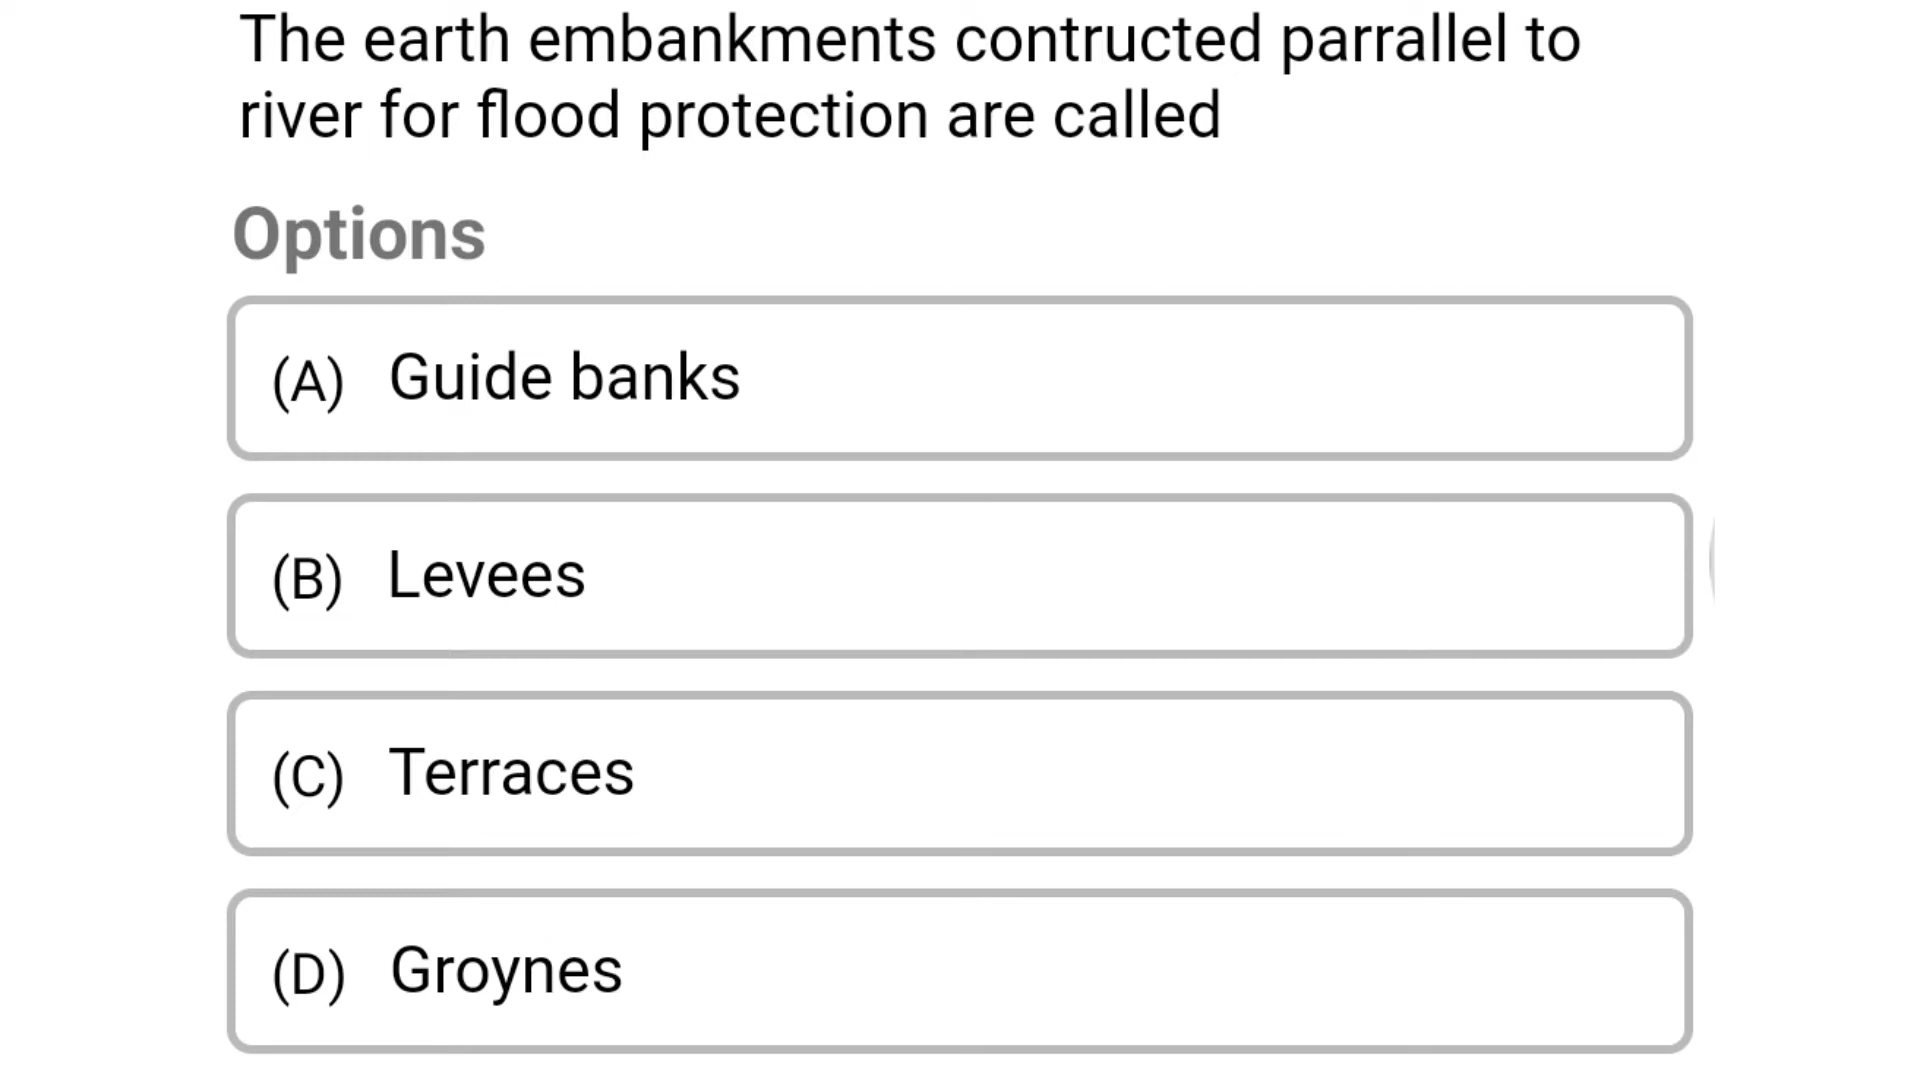 The earth embankments contructed parrallel to
river for flood protection are called
Options
(A) Guide banks
(B) Levees
(C) Terraces
(D) Groynes